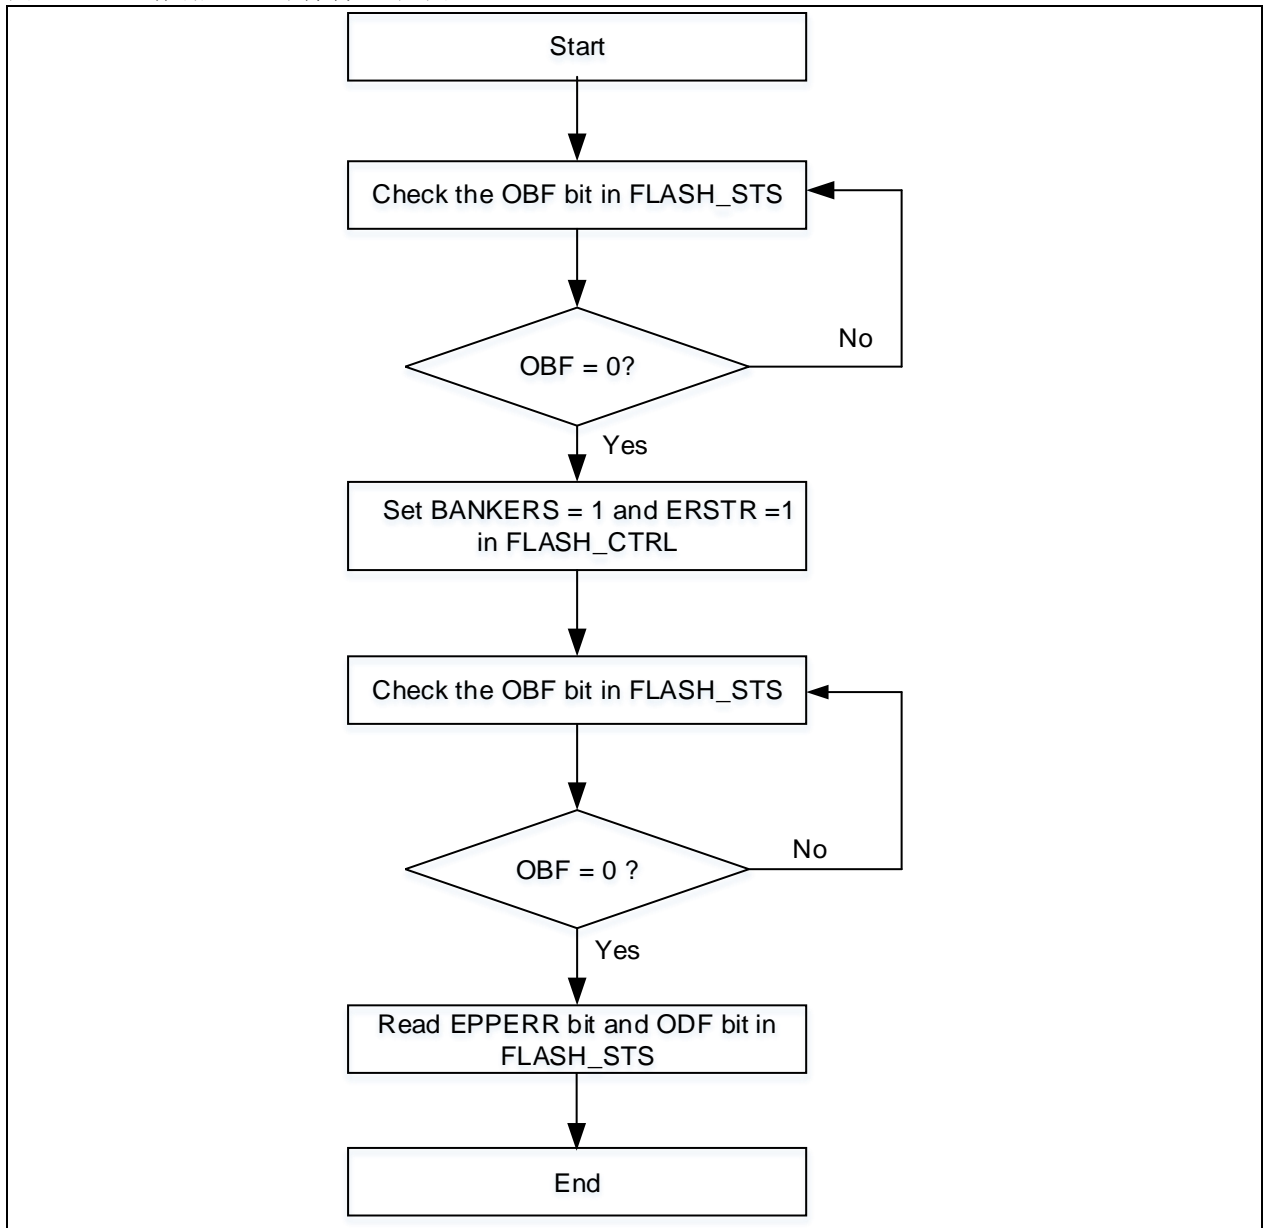 Start
Check the OBF bit in FLASH_STS
OBF = 0?
No
Yes
Set BANKERS = 1 and ERSTR =1
in FLASH_CTRL
Check the OBF bit in FLASH_STS
OBF = 0 ?
No
Yes
Read EPPERR bit and ODF bit in
FLASH_STS
End